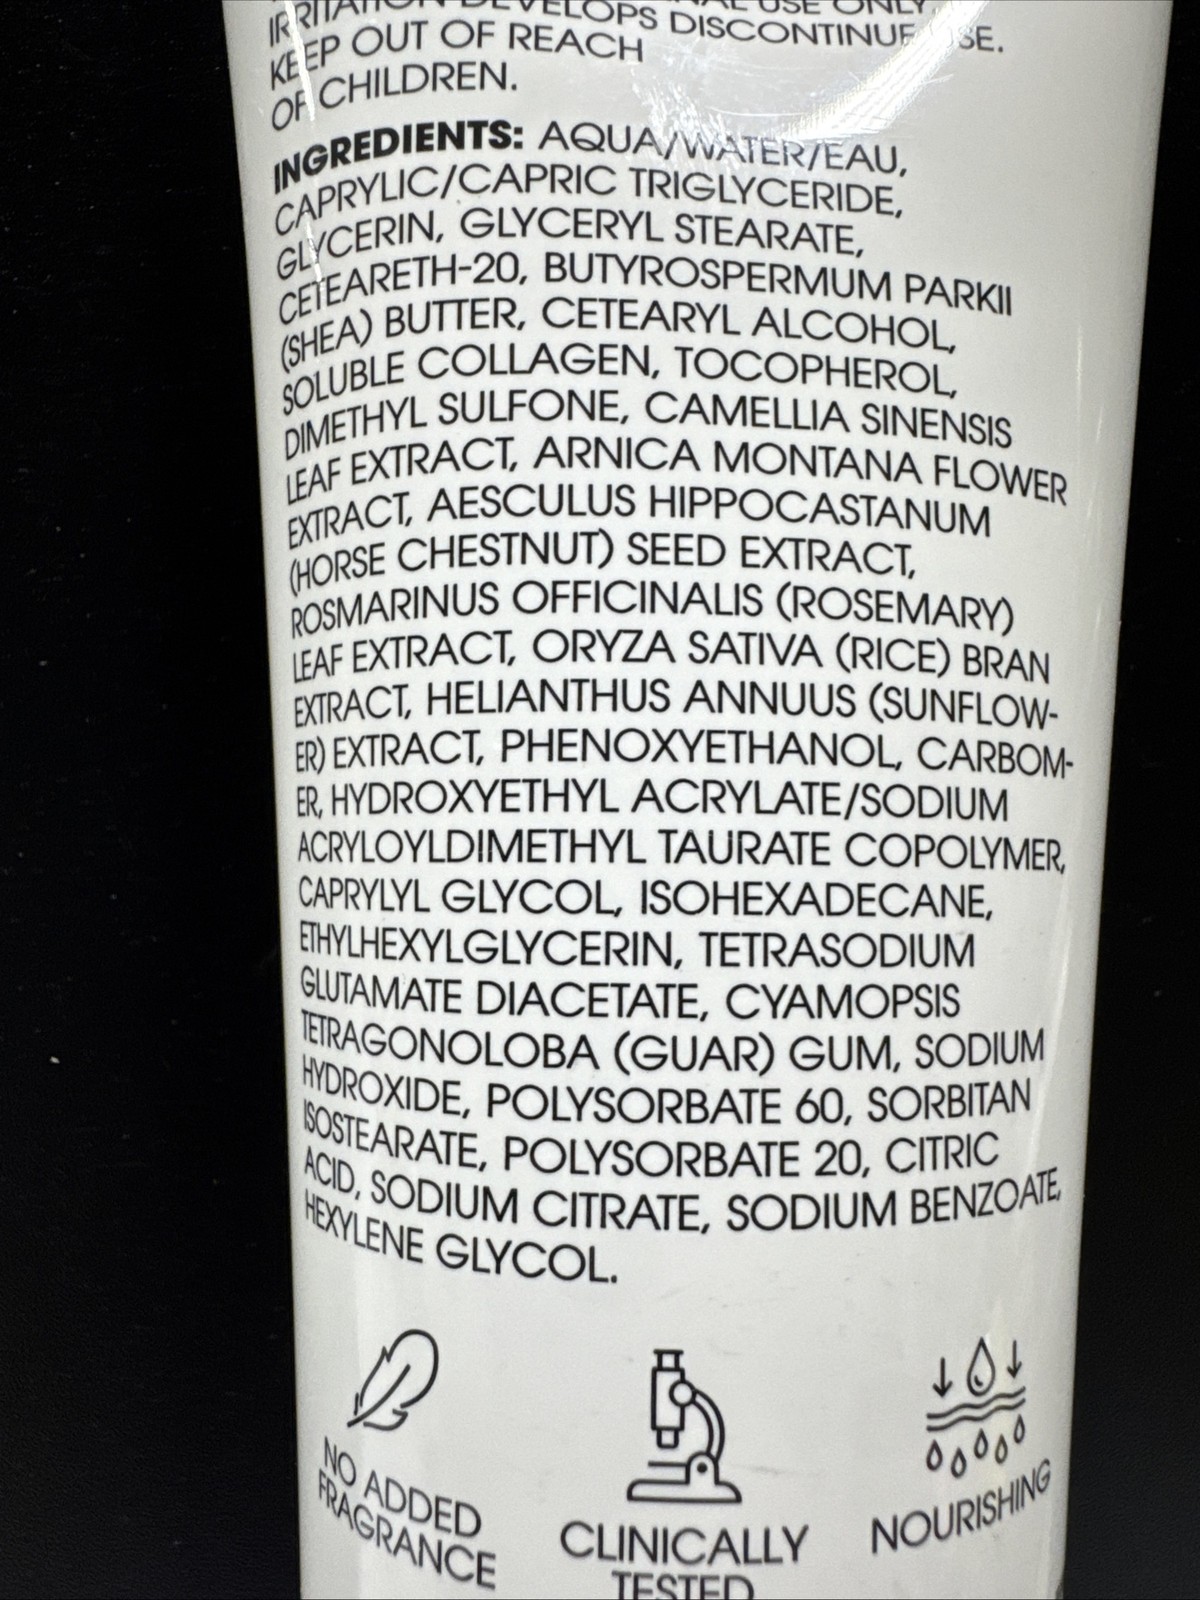 IRRITATION DEVELOPS DISCONTINUE USE.
KEEP OUT OF REACH
OF CHILDREN.
INGREDIENTS: AQUA/WATER/EAU,
CAPRYLIC/CAPRIC TRIGLYCERIDE,
GLYCERIN, GLYCERYL STEARATE,
CETEARETH-20, BUTYROSPERMUM PARKII
(SHEA) BUTTER, CETEARYL ALCOHOL,
SOLUBLE COLLAGEN, TOCOPHEROL,
DIMETHYL SULFONE, CAMELLIA SINENSIS
LEAF EXTRACT, ARNICA MONTANA FLOWER
EXTRACT, AESCULUS HIPPOCASTANUM
(HORSE CHESTNUT) SEED EXTRACT,
ROSMARINUS OFFICINALIS (ROSEMARY)
LEAF EXTRACT, ORYZA SATIVA (RICE) BRAN
EXTRACT, HELIANTHUS ANNUUS (SUNFLOW-
ER) EXTRACT, PHENOXYETHANOL, CARBOM-
ER, HYDROXYETHYL ACRYLATE/SODIUM
ACRYLOYLDIMETHYL TAURATE COPOLYMER,
CAPRYLYL GLYCOL, ISOHEXADECANE,
ETHYLHEXYLGLYCERIN, TETRASODIUM
GLUTAMATE DIACETATE, CYAMOPSIS
TETRAGONOLOBA (GUAR) GUM, SODIUM
HYDROXIDE, POLYSORBATE 60, SORBITAN
ISOSTEARATE, POLYSORBATE 20, CITRIC
ACID, SODIUM CITRATE, SODIUM BENZOATE,
HEXYLENE GLYCOL.
NO ADDED
FRAGRANCE
CLINICALLY
TESTED
NOURISHING